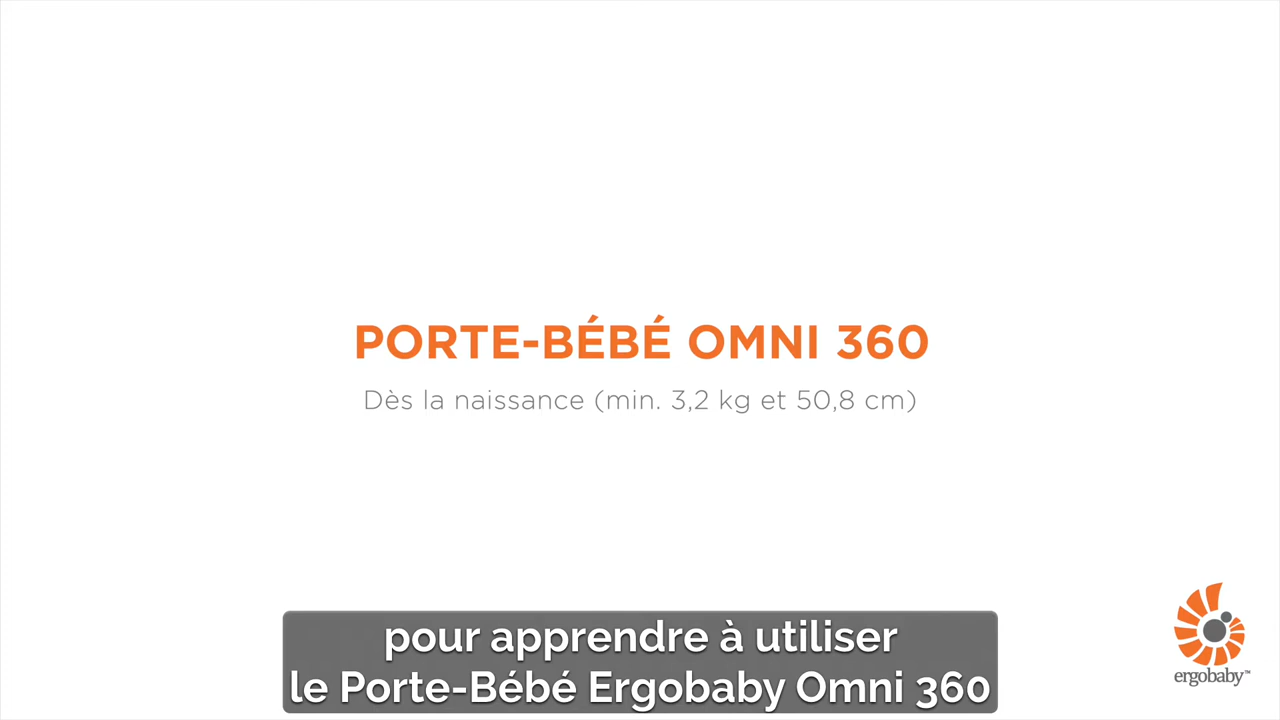 PORTE-BÉBÉ OMNI 360
Dès la naissance (min. 3,2 kg et 50,8 cm)
pour apprendre à utiliser
le Porte-Bébé Ergobaby Omni 360
ergobaby™